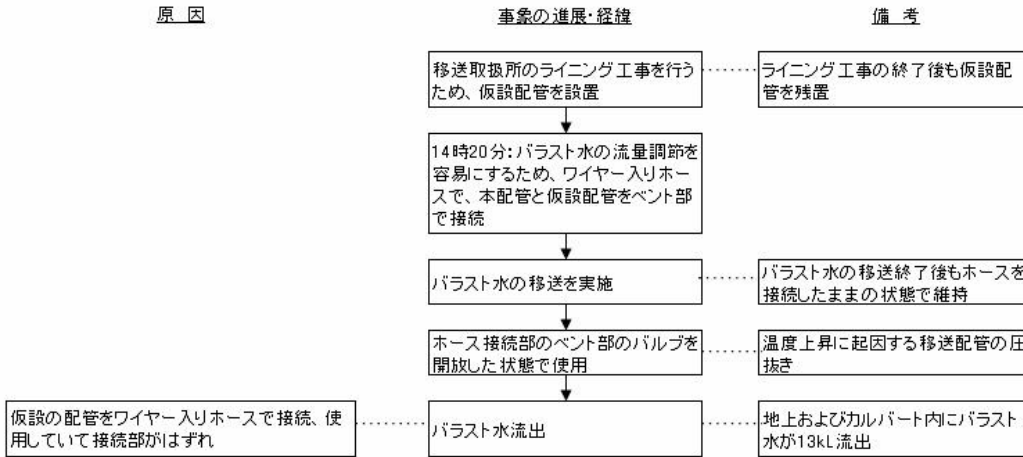 原 因
事象の進展・経緯
備 考
移送取扱所のライニング工事を行う
ため、仮設配管を設置
ライニング工事の終了後も仮設配
管を残置
14時20分:バラスト水の流量調節を
容易にするため、ワイヤー入りホー
スで、本配管と仮設配管をベント部
で接続
バラスト水の移送を実施
バラスト水の移送終了後もホースを
接続したままの状態で維持
ホース接続部のベント部のバルブを
開放した状態で使用
温度上昇に起因する移送配管の圧
抜き
仮設の配管をワイヤー入りホースで接続、使
用していて接続部がはずれ
バラスト水流出
地上およびカルバート内にバラスト
水が13kL流出